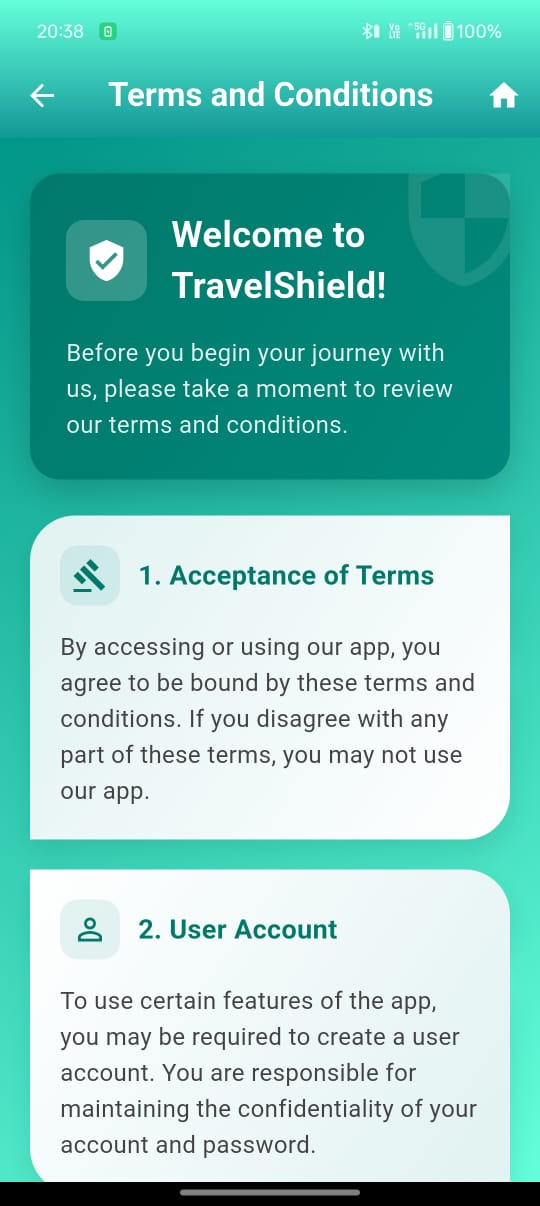 20:38
Vo LTE 5G 100%
Terms and Conditions
Welcome to
TravelShield!
Before you begin your journey with
us, please take a moment to review
our terms and conditions.
1. Acceptance of Terms
By accessing or using our app, you
agree to be bound by these terms and
conditions. If you disagree with any
part of these terms, you may not use
our app.
2. User Account
To use certain features of the app,
you may be required to create a user
account. You are responsible for
maintaining the confidentiality of your
account and password.